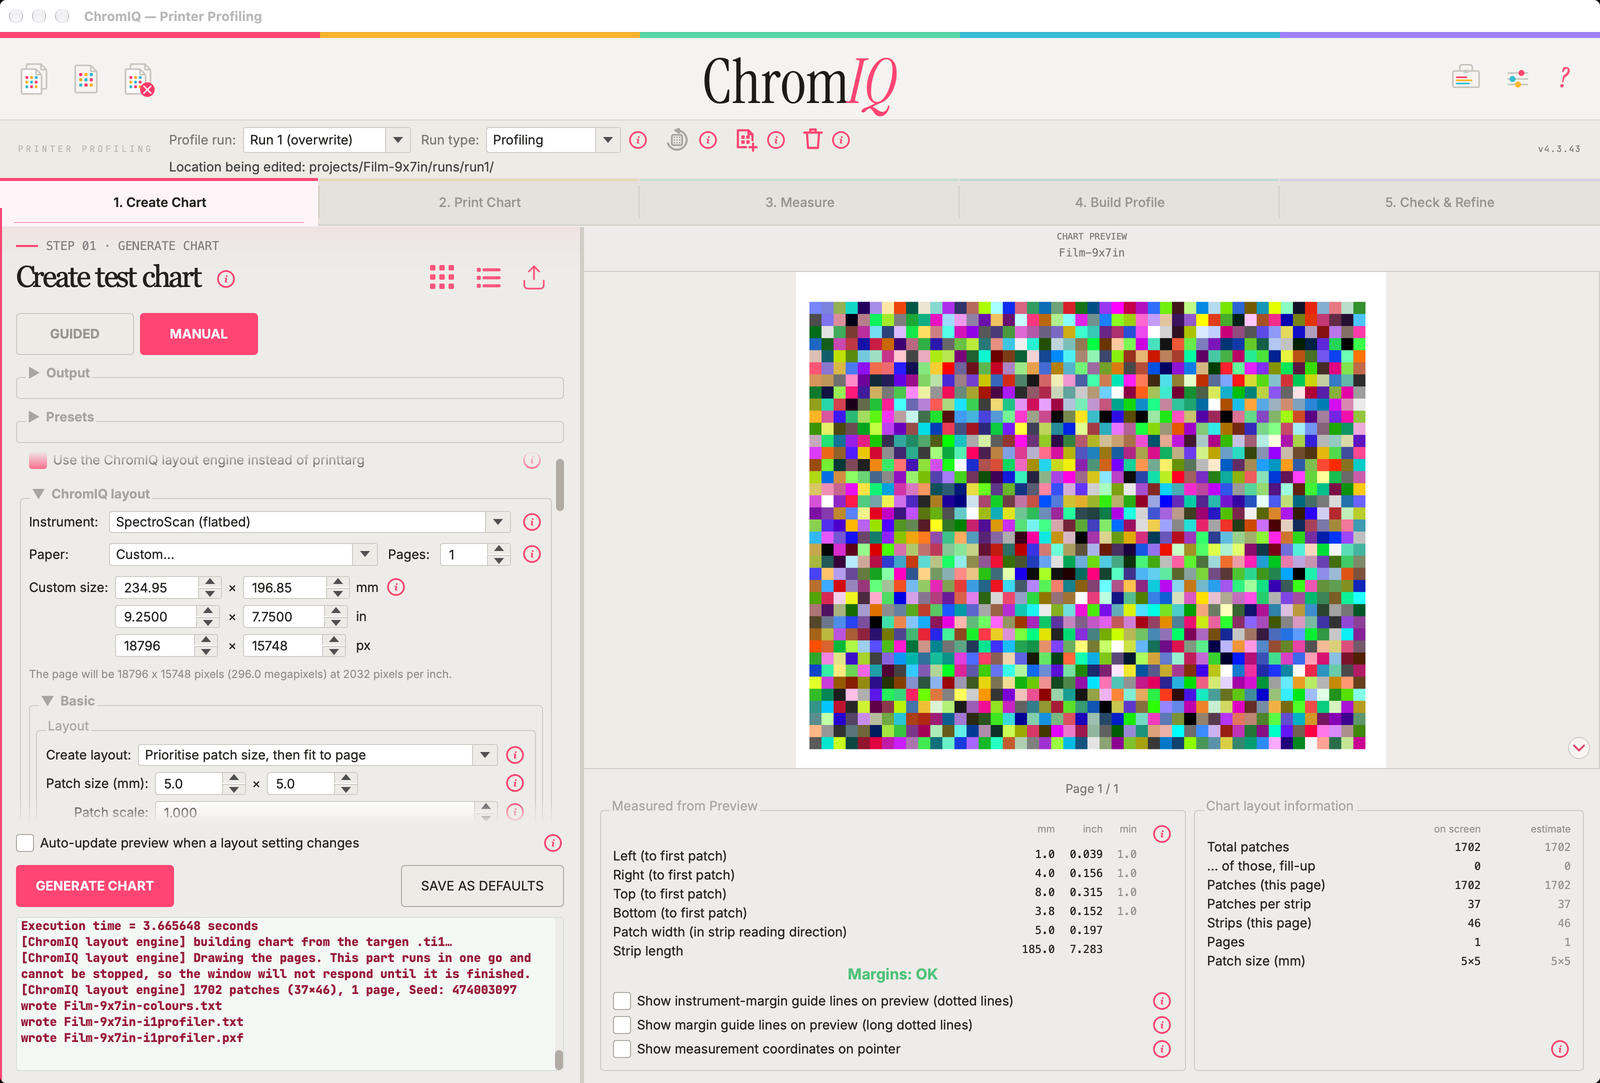 ChromIQ — Printer Profiling
ChromIQ
PRINTER PROFILING
Profile run: Run 1 (overwrite) Run type: Profiling
Location being edited: projects/Film-9x7in/runs/run1/
v4.3.43
1. Create Chart
2. Print Chart
3. Measure
4. Build Profile
5. Check & Refine
STEP 01 · GENERATE CHART
Create test chart
GUIDED
MANUAL
Output
Presets
Use the ChromIQ layout engine instead of printtarg
ChromIQ layout
Instrument: SpectroScan (flatbed)
Paper: Custom... Pages: 1
Custom size: 234.95 × 196.85 mm
9.2500 × 7.7500 in
18796 × 15748 px
The page will be 18796 x 15748 pixels (296.0 megapixels) at 2032 pixels per inch.
Basic
Layout
Create layout: Prioritise patch size, then fit to page
Patch size (mm): 5.0 × 5.0
Patch scale: 1.000
Auto-update preview when a layout setting changes
GENERATE CHART
SAVE AS DEFAULTS
Execution time = 3.665648 seconds
[ChromIQ layout engine] building chart from the targen .ti1…
[ChromIQ layout engine] Drawing the pages. This part runs in one go and
cannot be stopped, so the window will not respond until it is finished.
[ChromIQ layout engine] 1702 patches (37×46), 1 page, Seed: 474003097
wrote Film-9x7in-colours.txt
wrote Film-9x7in-i1profiler.txt
wrote Film-9x7in-i1profiler.pxf
CHART PREVIEW
Film-9x7in
Page 1 / 1
Measured from Preview
mm inch min
Left (to first patch) 1.0 0.039 1.0
Right (to first patch) 4.0 0.156 1.0
Top (to first patch) 8.0 0.315 1.0
Bottom (to first patch) 3.8 0.152 1.0
Patch width (in strip reading direction) 5.0 0.197
Strip length 185.0 7.283
Margins: OK
Show instrument-margin guide lines on preview (dotted lines)
Show margin guide lines on preview (long dotted lines)
Show measurement coordinates on pointer
Chart layout information
on screen estimate
Total patches 1702 1702
... of those, fill-up 0 0
Patches (this page) 1702 1702
Patches per strip 37 37
Strips (this page) 46 46
Pages 1 1
Patch size (mm) 5×5 5×5